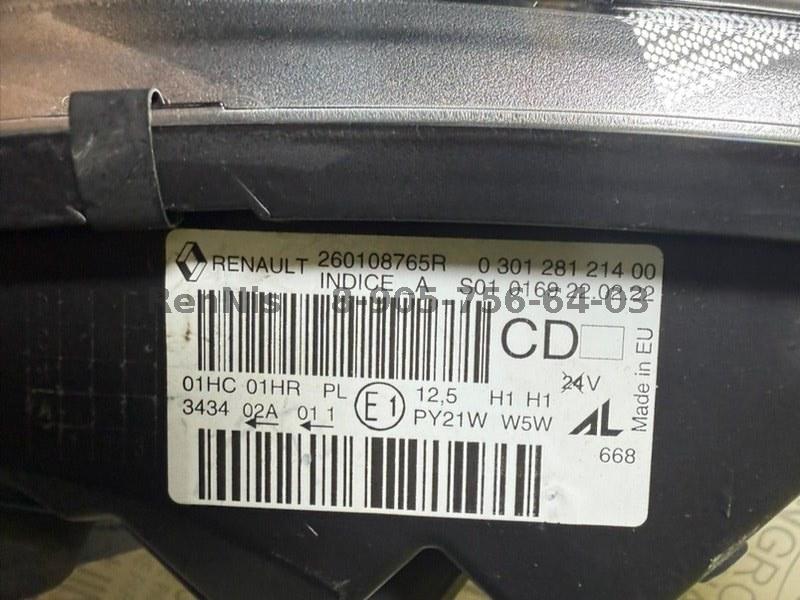 RENAULT 260108765R 0 301 281 214 00
INDICE A S01 0168 22.02.22
RenNis 8-905-756-64-03
CD
Made in EU
01HC 01HR PL E1 12,5 H1 H1 24V
3434 02A 01 1 PY21W W5W AL
668